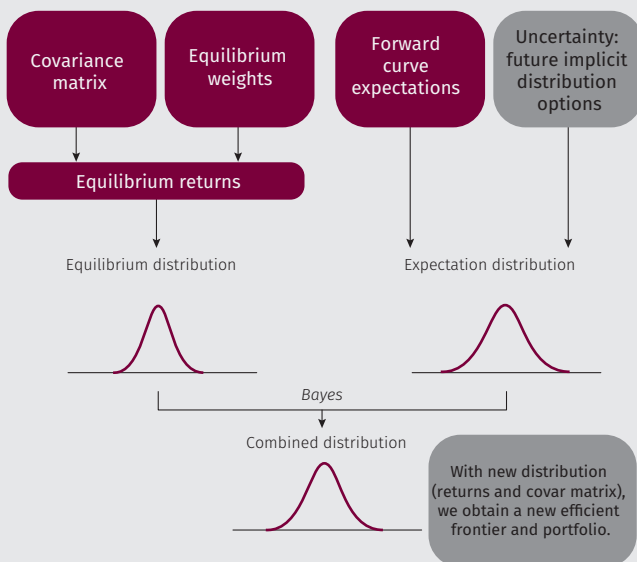 Covariance
matrix
Equilibrium
weights
Forward
curve
expectations
Uncertainty:
future implicit
distribution
options
Equilibrium returns
Equilibrium distribution
Expectation distribution
Bayes
Combined distribution
With new distribution
(returns and covar matrix),
we obtain a new efficient
frontier and portfolio.